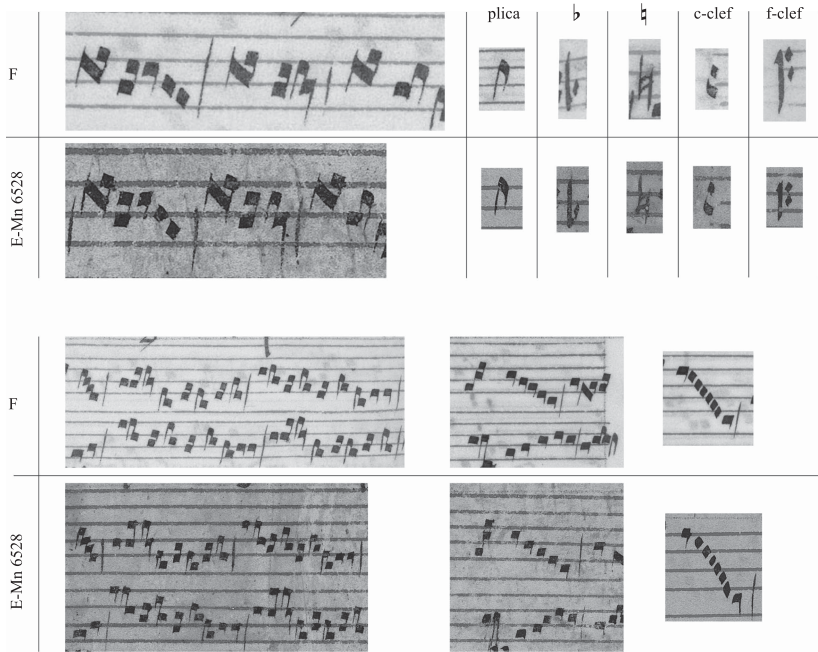 plica ♭ ♮ c-clef f-clef
F
E-Mn 6528
F
E-Mn 6528